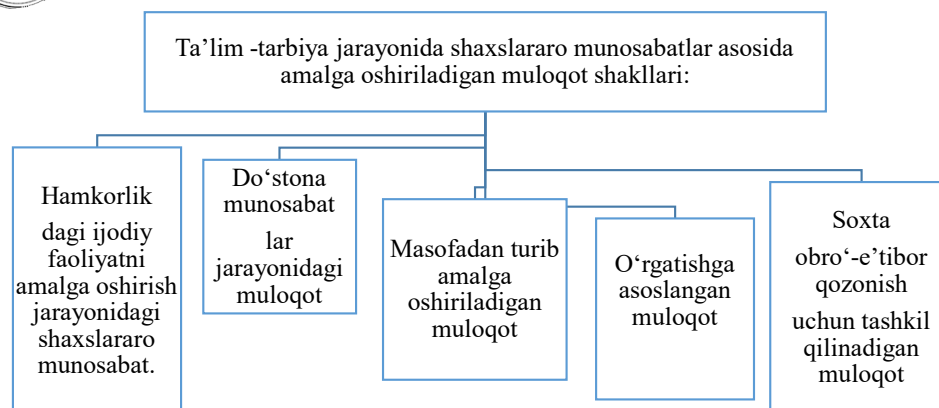 Ta’lim -tarbiya jarayonida shaxslararo munosabatlar asosida
amalga oshiriladigan muloqot shakllari:
Hamkorlik
dagi ijodiy
faoliyatni
amalga oshirish
jarayonidagi
shaxslararo
munosabat.
Do‘stona
munosabat
lar
jarayonidagi
muloqot
Masofadan turib
amalga
oshiriladigan
muloqot
O‘rgatishga
asoslangan
muloqot
Soxta
obro‘-e’tibor
qozonish
uchun tashkil
qilinadigan
muloqot